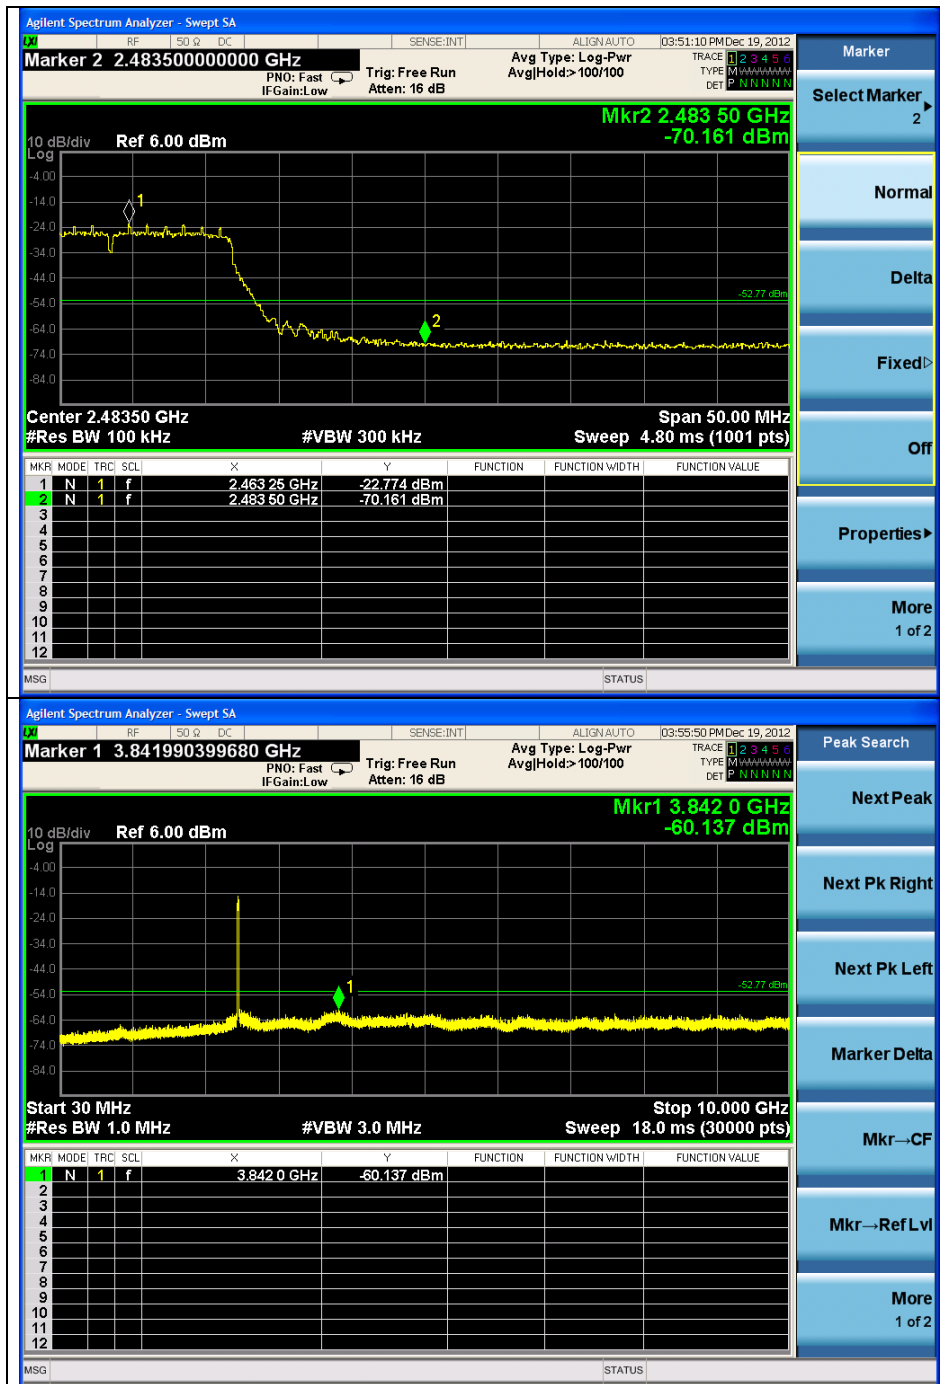 Agilent Spectrum Analyzer - Swept SA
LXI RF 50 Ω DC SENSE:INT ALIGN AUTO 03:51:10 PM Dec 19, 2012
Marker 2 2.483500000000 GHz
PNO: Fast
IFGain:Low
Trig: Free Run
Atten: 16 dB
Avg Type: Log-Pwr
Avg|Hold:>100/100
TRACE 1 2 3 4 5 6
TYPE M
DET P N N N N N
Mkr2 2.483 50 GHz
-70.161 dBm
10 dB/div Ref 6.00 dBm
Log
-4.00
-14.0
-24.0
-34.0
-44.0
-54.0
-64.0
-74.0
-84.0
1
2
-52.77 dBm
Center 2.48350 GHz Span 50.00 MHz
#Res BW 100 kHz #VBW 300 kHz Sweep 4.80 ms (1001 pts)
MKR MODE TRC SCL X Y FUNCTION FUNCTION WIDTH FUNCTION VALUE
1 N 1 f 2.463 25 GHz -22.774 dBm
2 N 1 f 2.483 50 GHz -70.161 dBm
3
4
5
6
7
8
9
10
11
12
MSG STATUS
Marker
Select Marker
2
Normal
Delta
Fixed
Off
Properties
More
1 of 2
Agilent Spectrum Analyzer - Swept SA
LXI RF 50 Ω DC SENSE:INT ALIGN AUTO 03:55:50 PM Dec 19, 2012
Marker 1 3.841990399680 GHz
PNO: Fast
IFGain:Low
Trig: Free Run
Atten: 16 dB
Avg Type: Log-Pwr
Avg|Hold:>100/100
TRACE 1 2 3 4 5 6
TYPE M
DET P N N N N N
Mkr1 3.842 0 GHz
-60.137 dBm
10 dB/div Ref 6.00 dBm
Log
-4.00
-14.0
-24.0
-34.0
-44.0
-54.0
-64.0
-74.0
-84.0
1
-52.77 dBm
Start 30 MHz Stop 10.000 GHz
#Res BW 1.0 MHz #VBW 3.0 MHz Sweep 18.0 ms (30000 pts)
MKR MODE TRC SCL X Y FUNCTION FUNCTION WIDTH FUNCTION VALUE
1 N 1 f 3.842 0 GHz -60.137 dBm
2
3
4
5
6
7
8
9
10
11
12
MSG STATUS
Peak Search
Next Peak
Next Pk Right
Next Pk Left
Marker Delta
Mkr→CF
Mkr→Ref Lvl
More
1 of 2